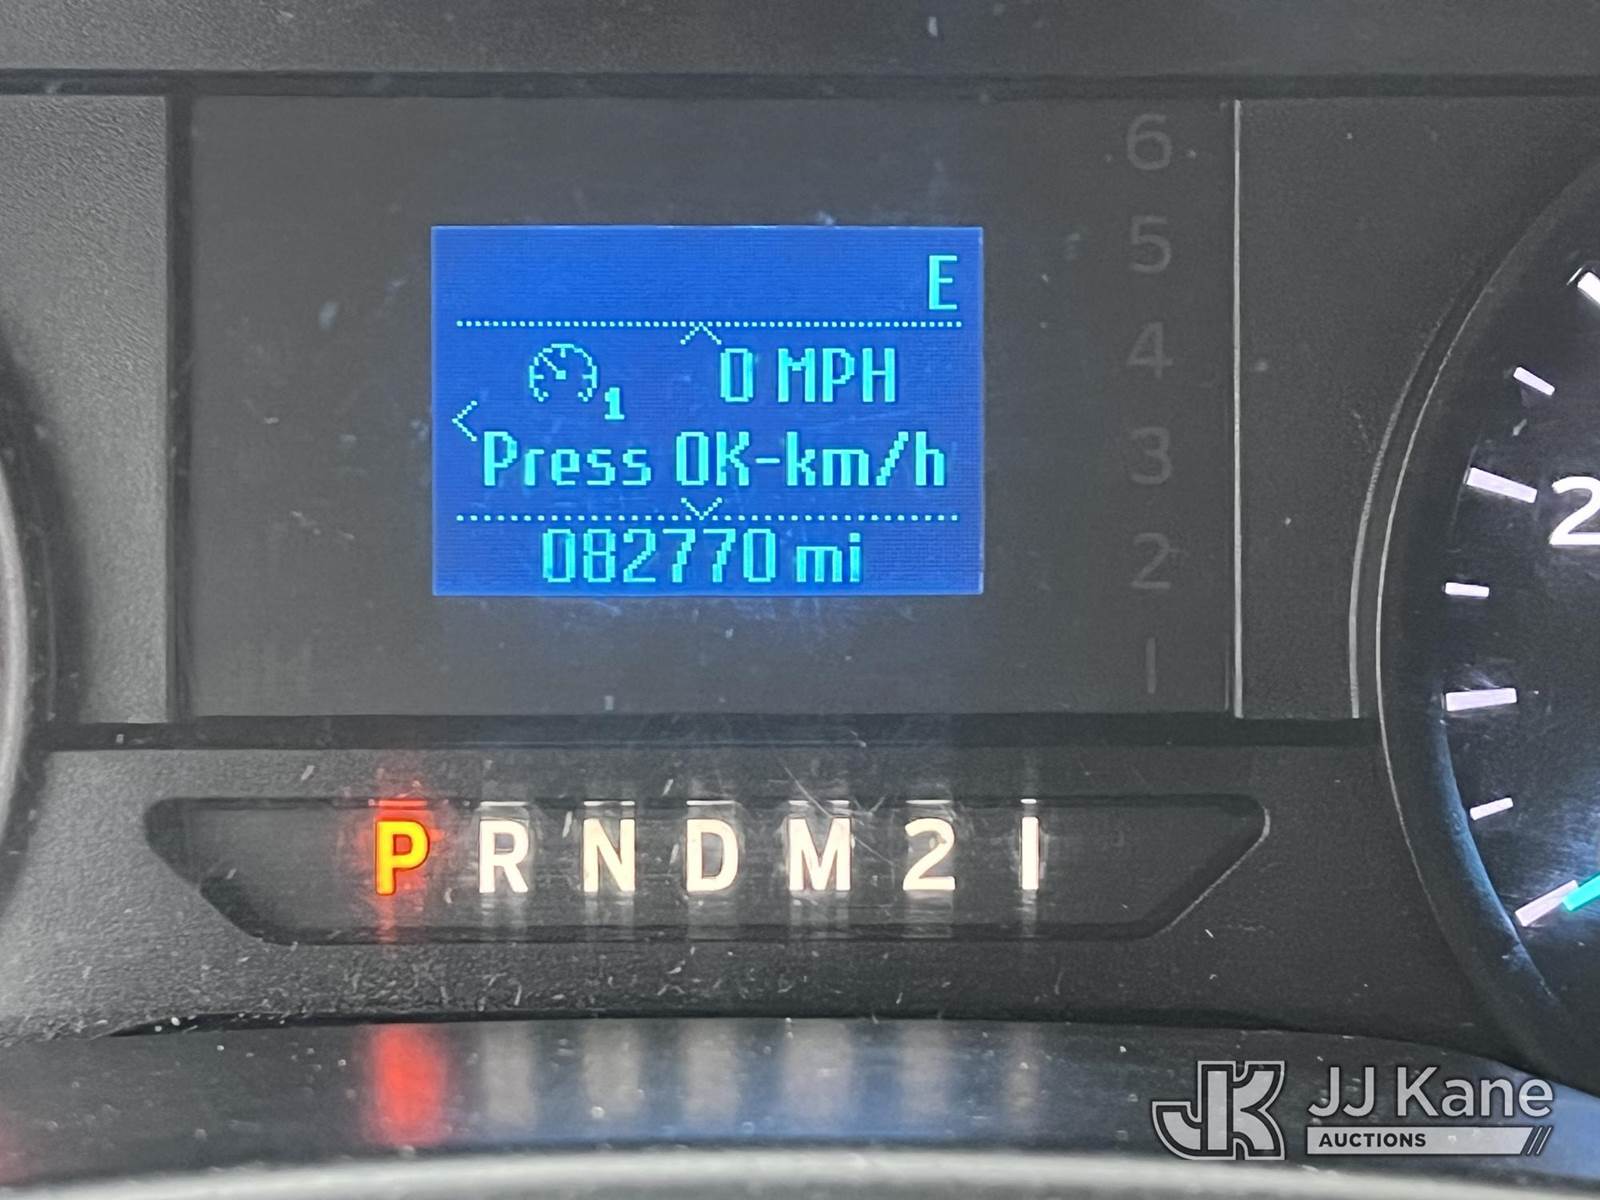 E
0 MPH
1
Press OK-km/h
082770 mi
6
5
4
3
2
1
2
P R N D M 2 1
JJ Kane
AUCTIONS